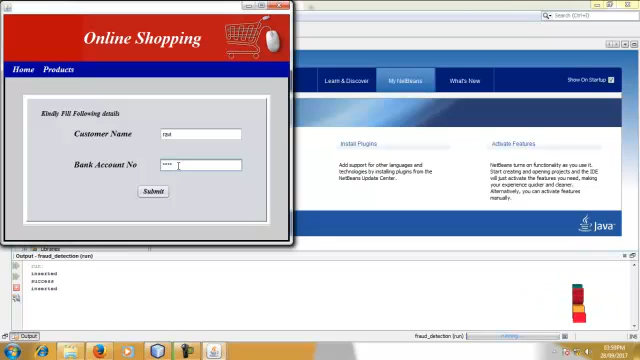 Online Shopping
Home Products
Kindly Fill Following details
Customer Name ravi
Bank Account No ****
Submit
Search (Ctrl+I)
Learn & Discover My NetBeans What's New Show On Startup
Install Plugins
Add support for other languages and
technologies by installing plugins from the
NetBeans Update Center.
Activate Features
NetBeans turns on functionality as you use it.
Start creating and opening projects and the IDE
will just activate the features you need, making
your experience quicker and cleaner.
Alternatively, you can activate features
manually.
Java
Libraries
Output - fraud_detection (run)
run:
inserted
success
inserted
Output
fraud_detection (run)
running...
03:59PM
28/09/2017